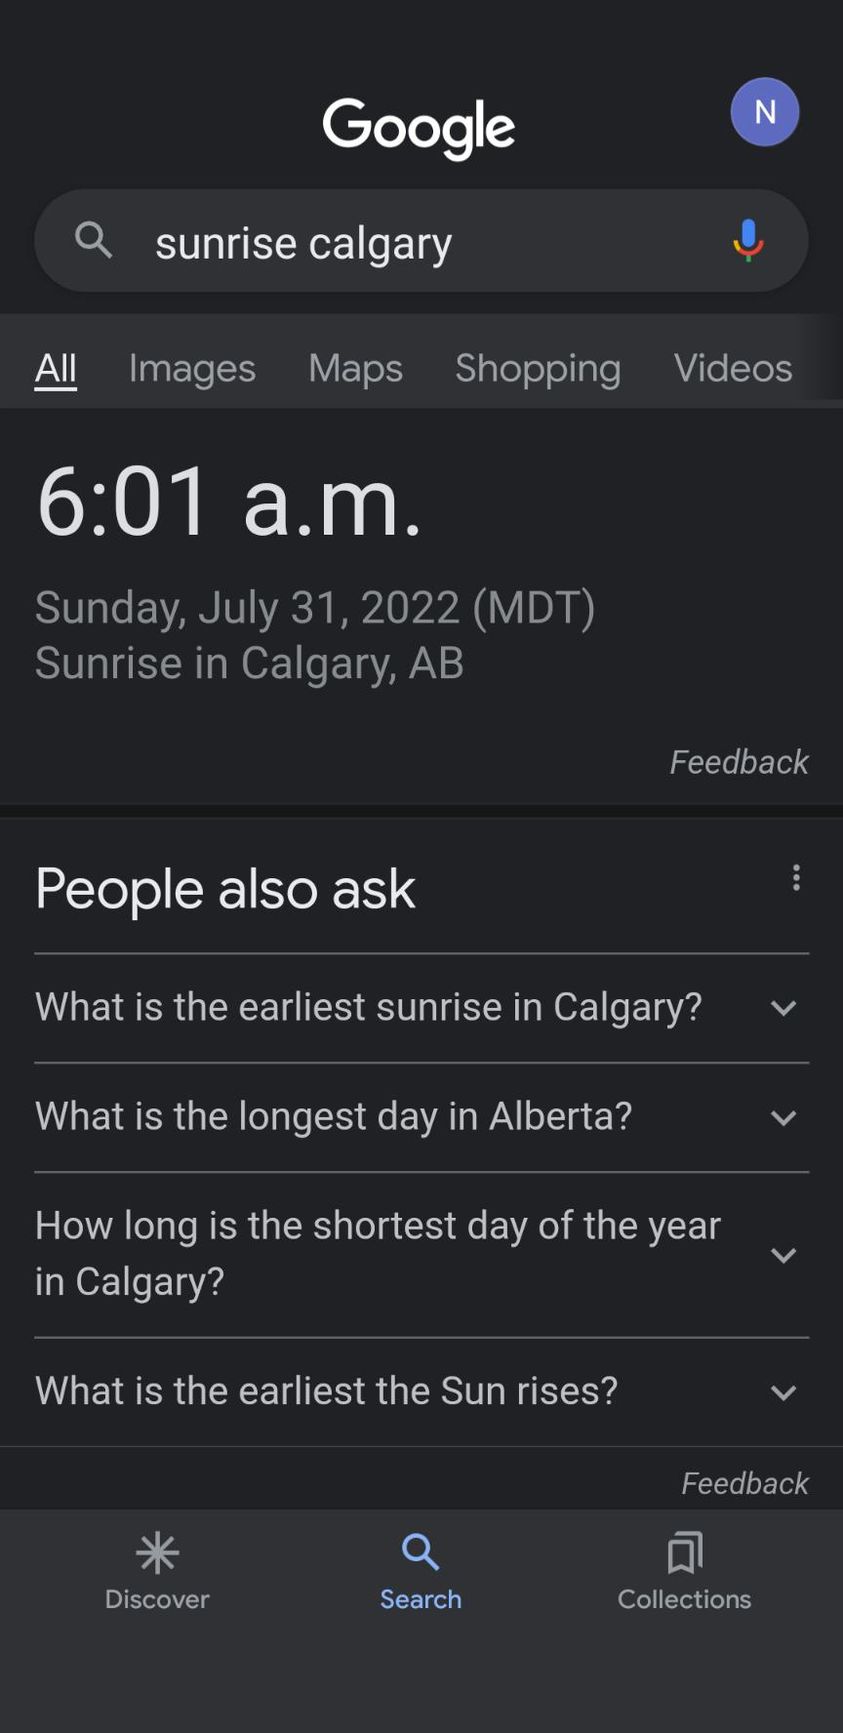 Google
N
sunrise calgary
All Images Maps Shopping Videos
6:01 a.m.
Sunday, July 31, 2022 (MDT)
Sunrise in Calgary, AB
Feedback
People also ask
What is the earliest sunrise in Calgary?
What is the longest day in Alberta?
How long is the shortest day of the year
in Calgary?
What is the earliest the Sun rises?
Feedback
Discover Search Collections